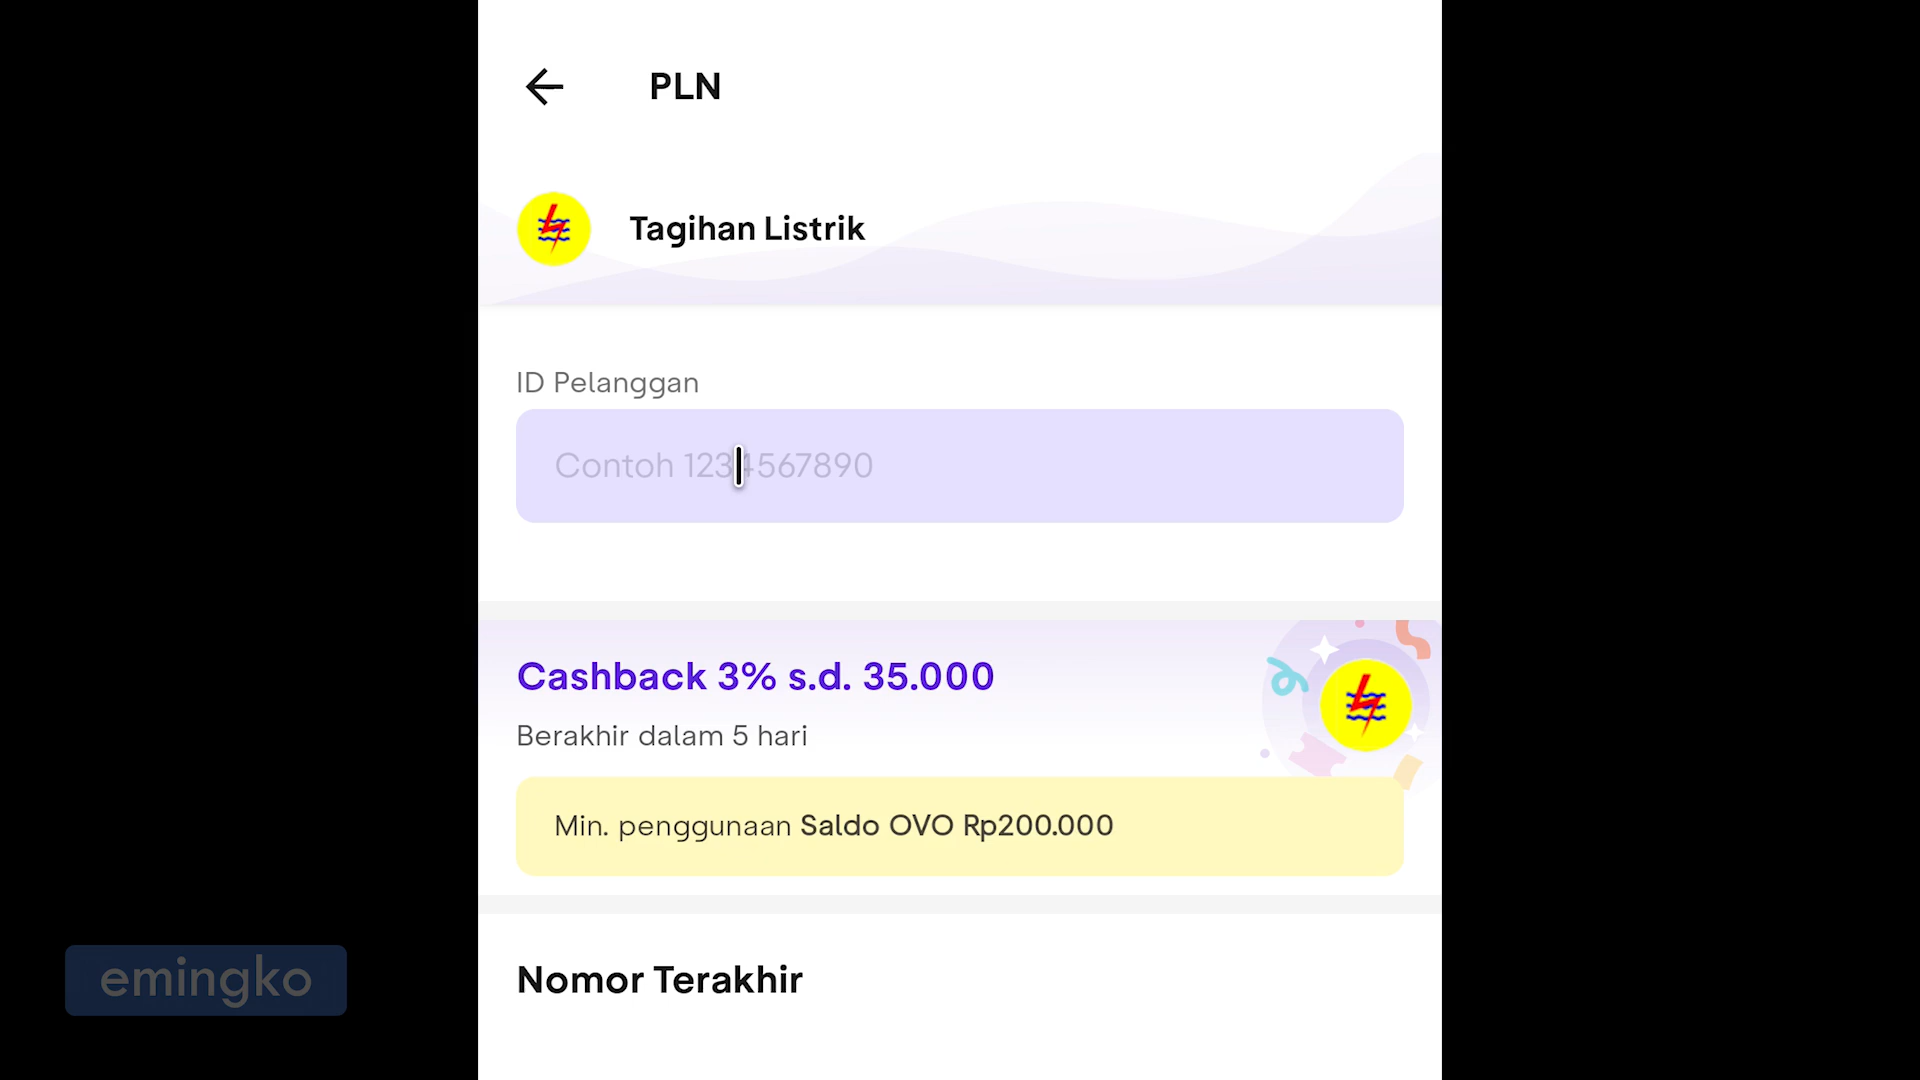 PLN
Tagihan Listrik
ID Pelanggan
Contoh 1234567890
Cashback 3% s.d. 35.000
Berakhir dalam 5 hari
Min. penggunaan Saldo OVO Rp200.000
Nomor Terakhir
emingko